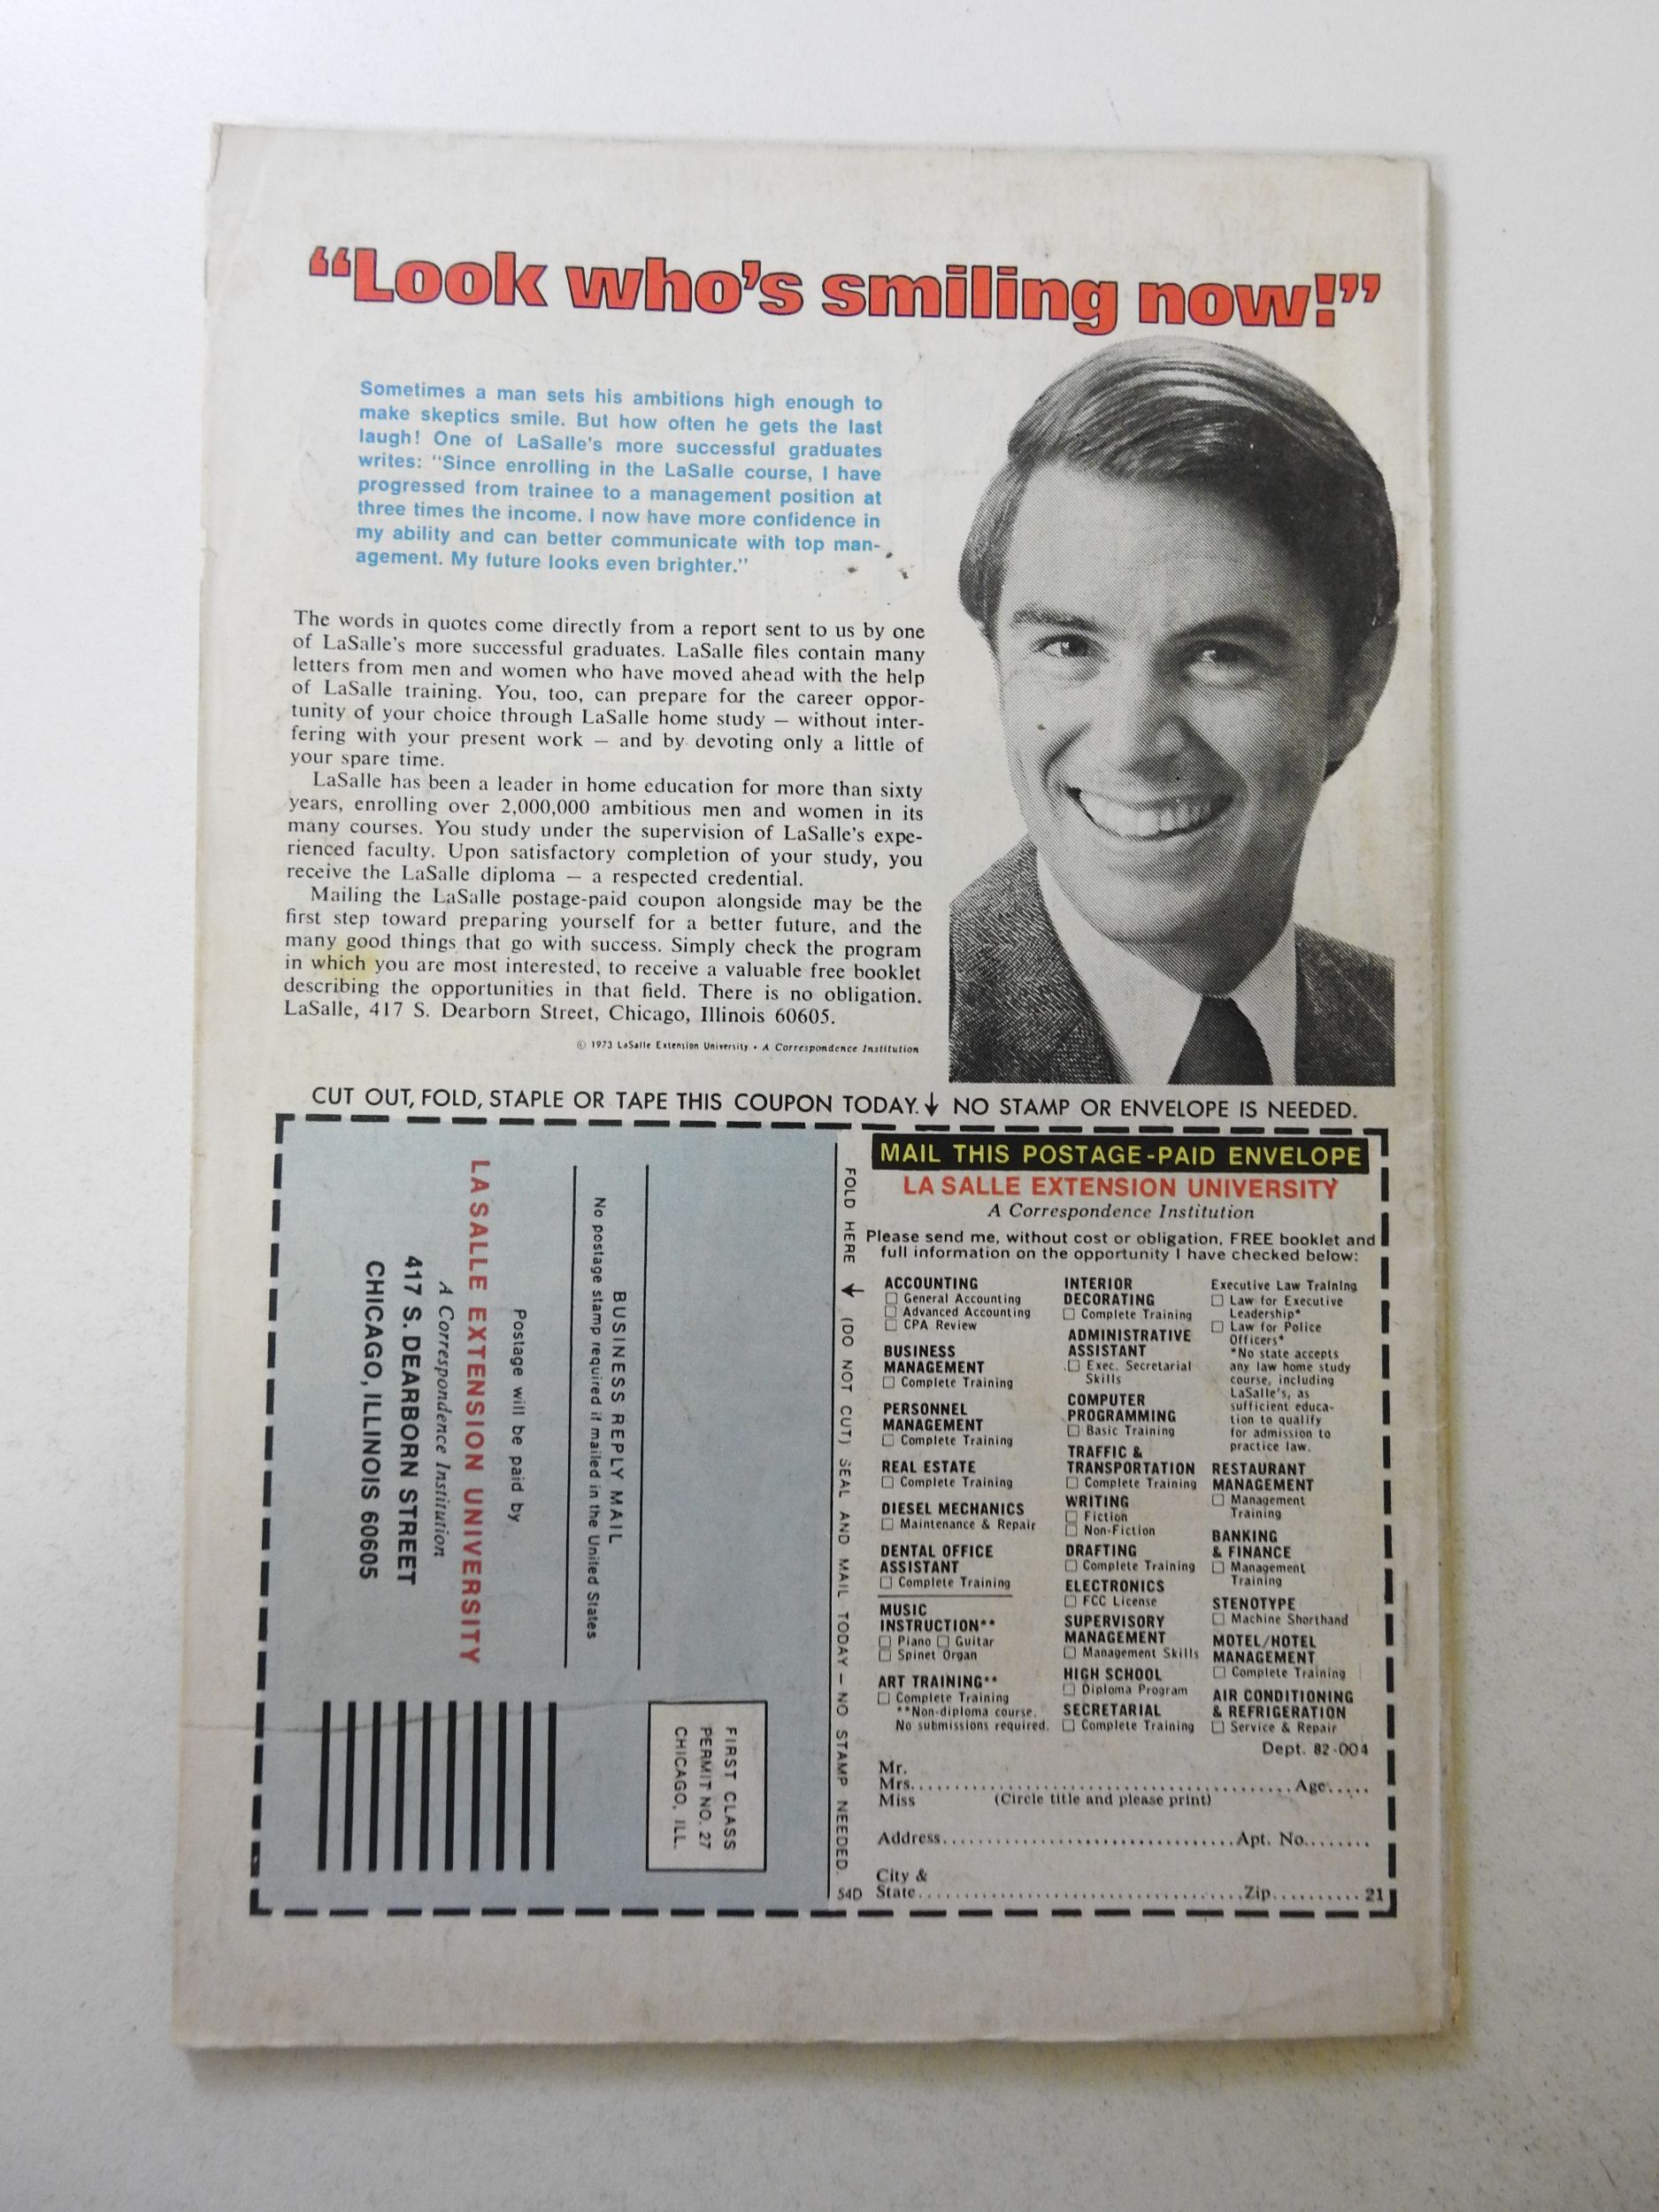 “Look who’s smiling now!”
Sometimes a man sets his ambitions high enough to
make skeptics smile. But how often he gets the last
laugh! One of LaSalle's more successful graduates
writes: "Since enrolling in the LaSalle course, I have
progressed from trainee to a management position at
three times the income. I now have more confidence in
my ability and can better communicate with top man-
agement. My future looks even brighter."
The words in quotes come directly from a report sent to us by one
of LaSalle's more successful graduates. LaSalle files contain many
letters from men and women who have moved ahead with the help
of LaSalle training. You, too, can prepare for the career oppor-
tunity of your choice through LaSalle home study — without inter-
fering with your present work — and by devoting only a little of
your spare time.
LaSalle has been a leader in home education for more than sixty
years, enrolling over 2,000,000 ambitious men and women in its
many courses. You study under the supervision of LaSalle's expe-
rienced faculty. Upon satisfactory completion of your study, you
receive the LaSalle diploma — a respected credential.
Mailing the LaSalle postage-paid coupon alongside may be the
first step toward preparing yourself for a better future, and the
many good things that go with success. Simply check the program
in which you are most interested, to receive a valuable free booklet
describing the opportunities in that field. There is no obligation.
LaSalle, 417 S. Dearborn Street, Chicago, Illinois 60605.
© 1973 LaSalle Extension University • A Correspondence Institution
CUT OUT, FOLD, STAPLE OR TAPE THIS COUPON TODAY. ↓ NO STAMP OR ENVELOPE IS NEEDED.
FIRST CLASS
PERMIT NO. 27
CHICAGO, ILL.
BUSINESS REPLY MAIL
No postage stamp required if mailed in the United States
Postage will be paid by
LA SALLE EXTENSION UNIVERSITY
A Correspondence Institution
417 S. DEARBORN STREET
CHICAGO, ILLINOIS 60605
FOLD HERE ↓ (DO NOT CUT) SEAL AND MAIL TODAY — NO STAMP NEEDED.
54D
MAIL THIS POSTAGE-PAID ENVELOPE
LA SALLE EXTENSION UNIVERSITY
A Correspondence Institution
Please send me, without cost or obligation, FREE booklet and
full information on the opportunity I have checked below:
ACCOUNTING
☐ General Accounting
☐ Advanced Accounting
☐ CPA Review
BUSINESS
MANAGEMENT
☐ Complete Training
PERSONNEL
MANAGEMENT
☐ Complete Training
REAL ESTATE
☐ Complete Training
DIESEL MECHANICS
☐ Maintenance & Repair
DENTAL OFFICE
ASSISTANT
☐ Complete Training
MUSIC
INSTRUCTION**
☐ Piano ☐ Guitar
☐ Spinet Organ
ART TRAINING**
☐ Complete Training
**Non-diploma course.
No submissions required.
INTERIOR
DECORATING
☐ Complete Training
ADMINISTRATIVE
ASSISTANT
☐ Exec. Secretarial
Skills
COMPUTER
PROGRAMMING
☐ Basic Training
TRAFFIC &
TRANSPORTATION
☐ Complete Training
WRITING
☐ Fiction
☐ Non-Fiction
DRAFTING
☐ Complete Training
ELECTRONICS
☐ FCC License
SUPERVISORY
MANAGEMENT
☐ Management Skills
HIGH SCHOOL
☐ Diploma Program
SECRETARIAL
☐ Complete Training
Executive Law Training
☐ Law for Executive
Leadership*
☐ Law for Police
Officers*
*No state accepts
any law home study
course, including
LaSalle's, as
sufficient educa-
tion to qualify
for admission to
practice law.
RESTAURANT
MANAGEMENT
☐ Management
Training
BANKING
& FINANCE
☐ Management
Training
STENOTYPE
☐ Machine Shorthand
MOTEL/HOTEL
MANAGEMENT
☐ Complete Training
AIR CONDITIONING
& REFRIGERATION
☐ Service & Repair
Dept. 82-004
Mr.
Mrs. Age
Miss (Circle title and please print)
Address Apt. No.
City &
State Zip 21